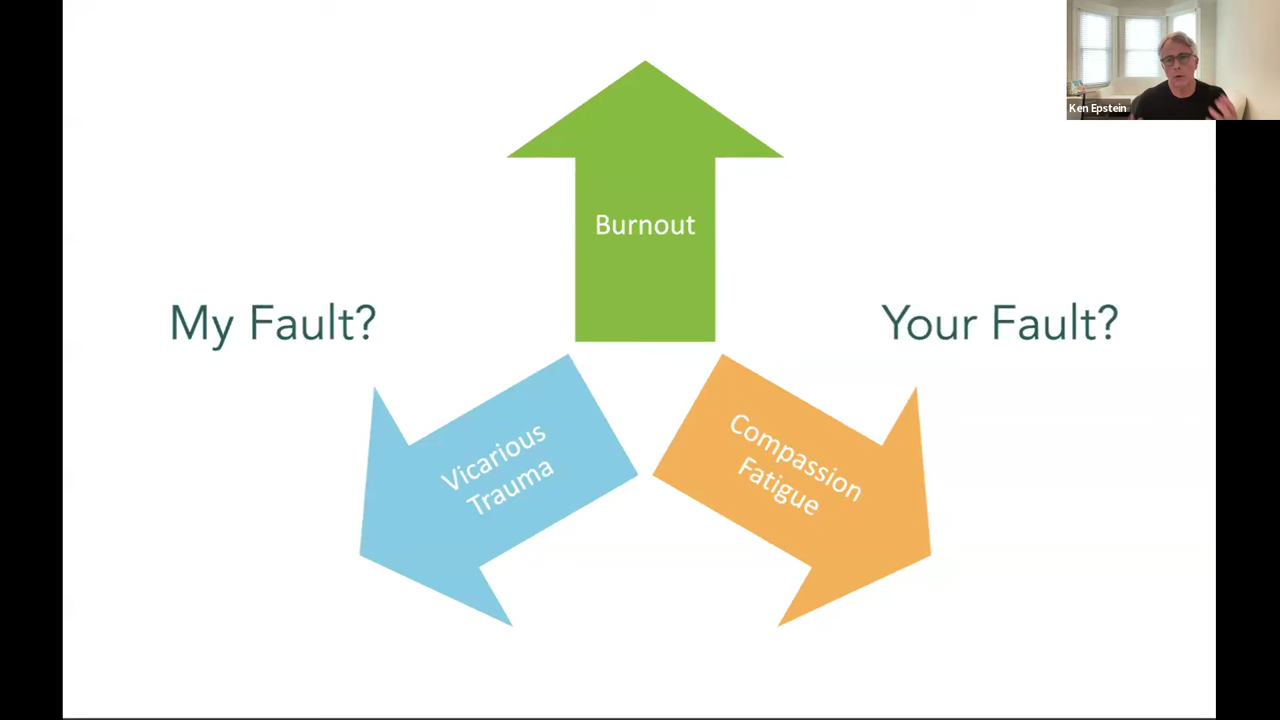 Ken Epstein
Burnout
My Fault?
Your Fault?
Vicarious
Trauma
Compassion
Fatigue